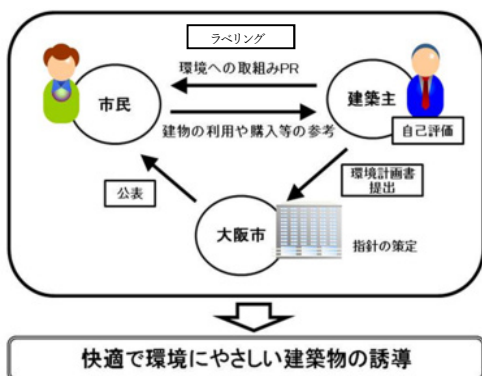 ラベリング
環境への取組みPR
市民
建築主
建物の利用や購入等の参考
自己評価
環境計画書
提出
公表
大阪市
指針の策定
快適で環境にやさしい建築物の誘導